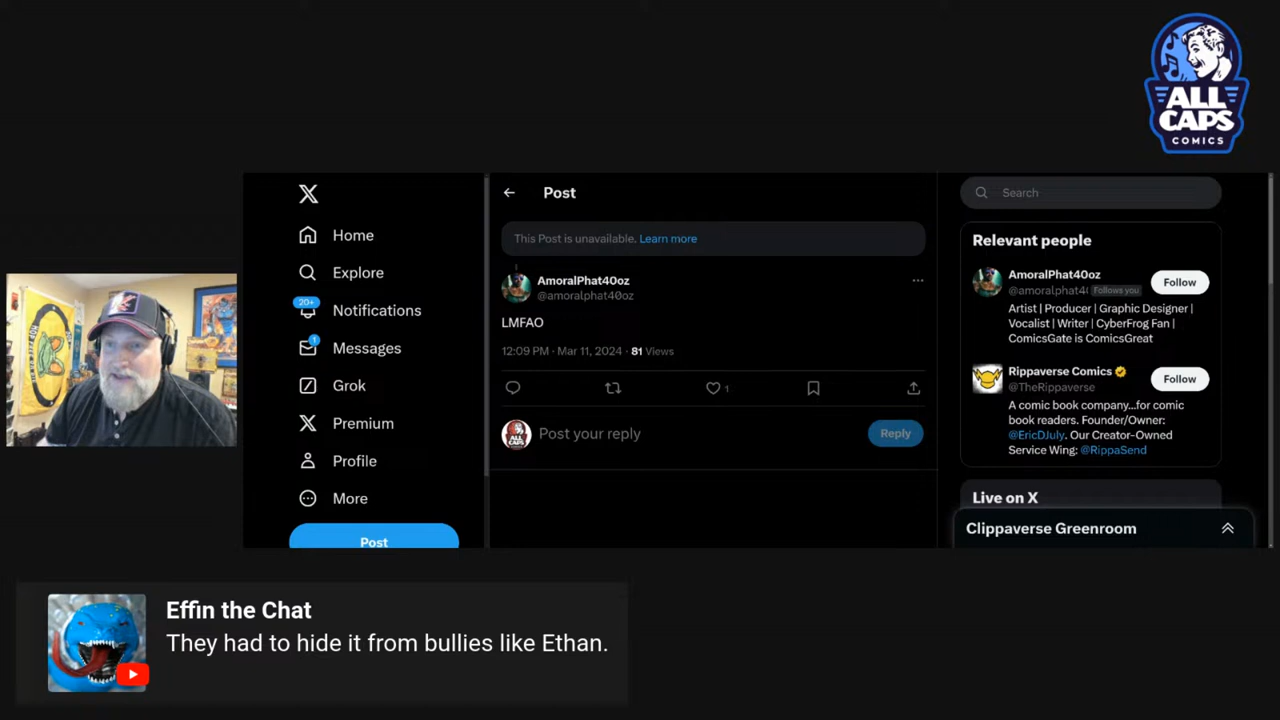 ALL
CAPS
COMICS
Home
Explore
20+
Notifications
1
Messages
Grok
Premium
Profile
More
Post
Post
This Post is unavailable. Learn more
AmoralPhat40oz
@amoralphat40oz
LMFAO
12:09 PM · Mar 11, 2024 · 81 Views
1
Post your reply
Reply
Search
Relevant people
AmoralPhat40oz
@amoralphat4 Follows you
Follow
Artist | Producer | Graphic Designer |
Vocalist | Writer | CyberFrog Fan |
ComicsGate is ComicsGreat
Rippaverse Comics
@TheRippaverse
Follow
A comic book company...for comic
book readers. Founder/Owner:
@EricDJuly. Our Creator-Owned
Service Wing: @RippaSend
Live on X
Clippaverse Greenroom
Effin the Chat
They had to hide it from bullies like Ethan.